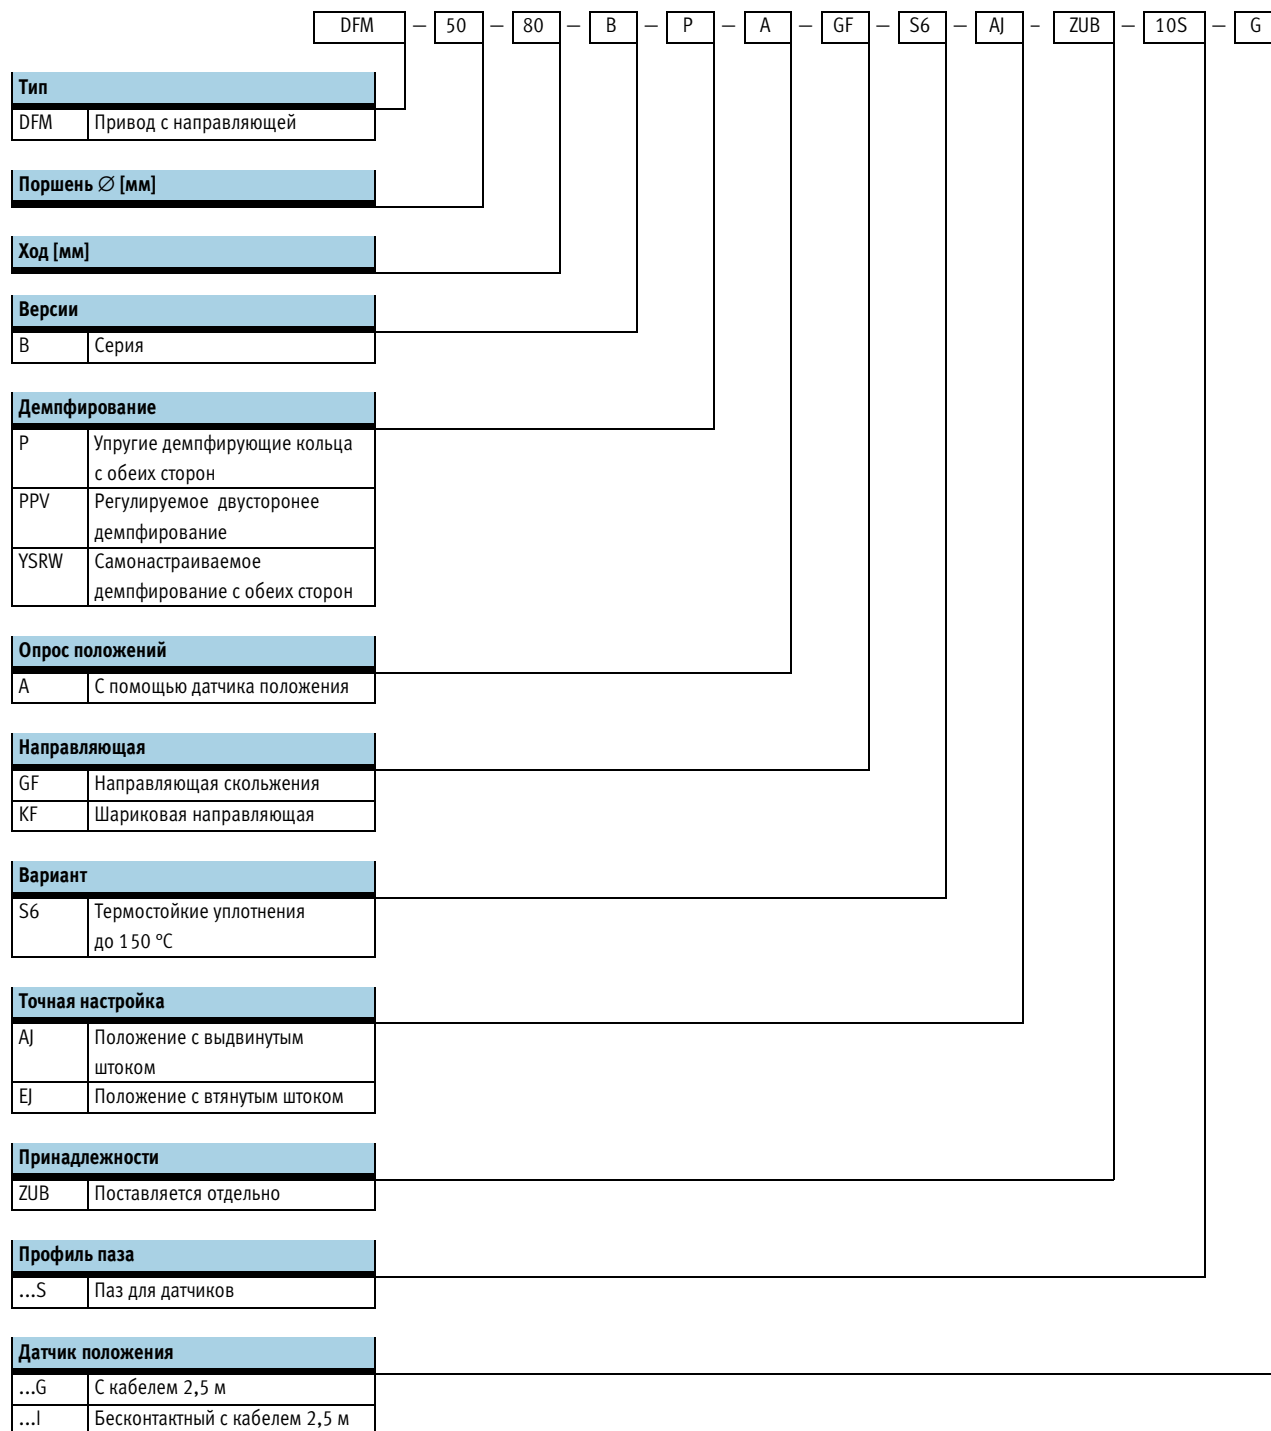 DFM – 50 – 80 – B – P – A – GF – S6 – AJ – ZUB – 10S – G
Тип
DFM Привод с направляющей
Поршень ∅ [мм]
Ход [мм]
Версии
B Серия
Демпфирование
P Упругие демпфирующие кольца
с обеих сторон
PPV Регулируемое двусторонее
демпфирование
YSRW Самонастраиваемое
демпфирование с обеих сторон
Опрос положений
A С помощью датчика положения
Направляющая
GF Направляющая скольжения
KF Шариковая направляющая
Вариант
S6 Термостойкие уплотнения
до 150 °C
Точная настройка
AJ Положение с выдвинутым
штоком
EJ Положение с втянутым штоком
Принадлежности
ZUB Поставляется отдельно
Профиль паза
...S Паз для датчиков
Датчик положения
...G С кабелем 2,5 м
...I Бесконтактный с кабелем 2,5 м